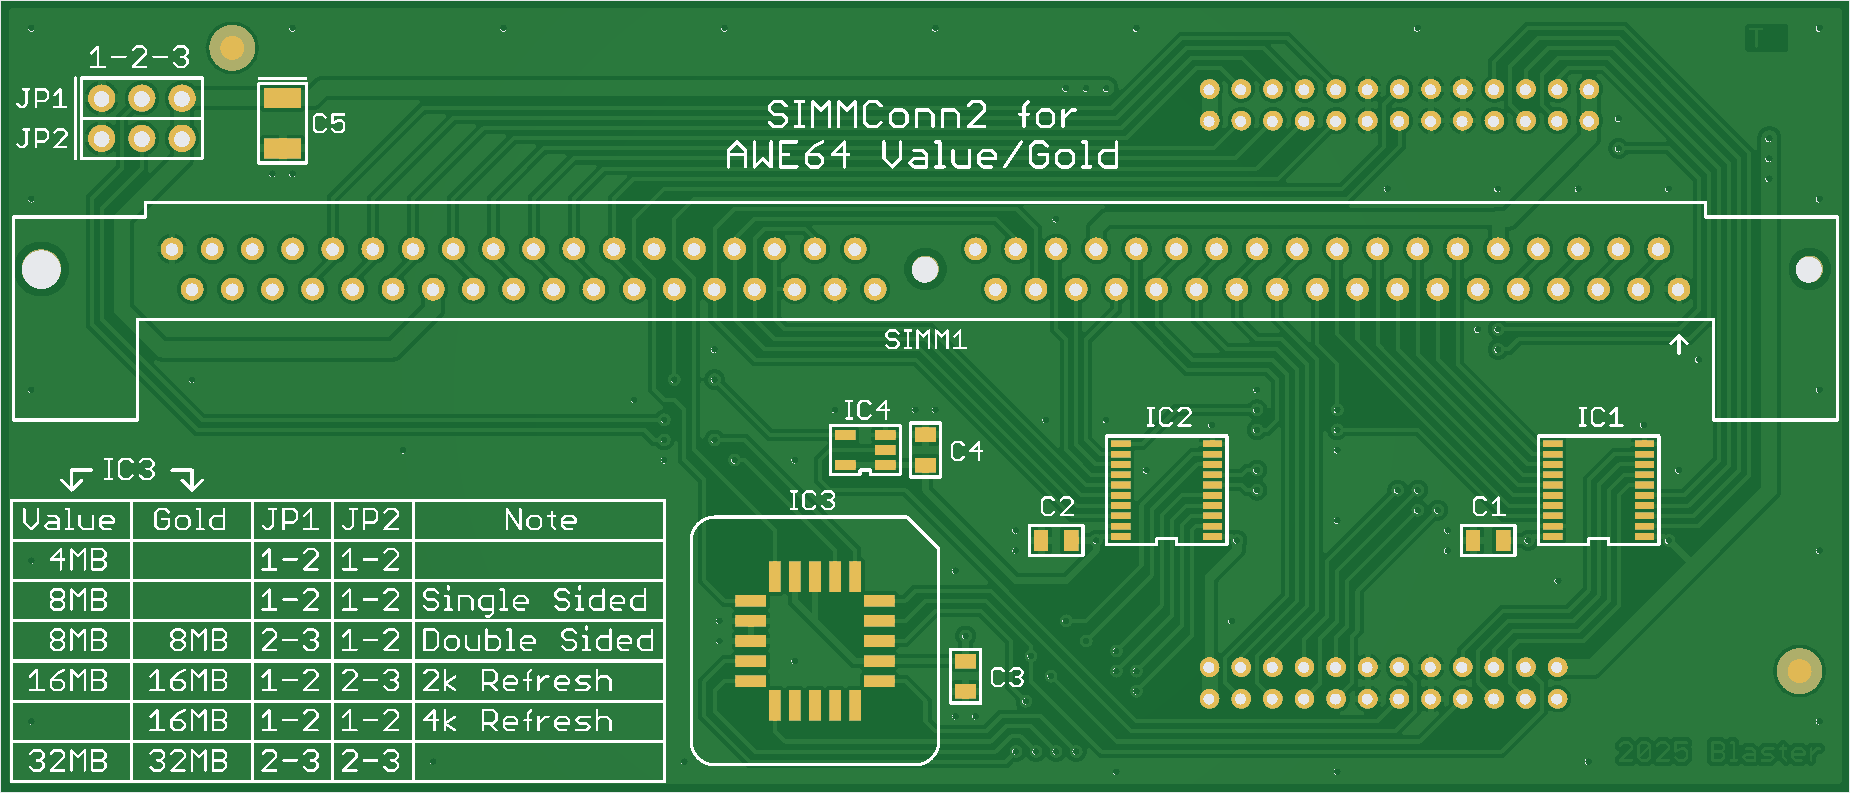 1-2-3
JP1
JP2
C5
SIMMConn2 for
AWE64 Value/Gold
T
SIMM1
IC4
C4
IC2
IC1
IC3
C2
C1
IC3
Value Gold JP1 JP2 Note
4MB 1-2 1-2
8MB 1-2 1-2 Single Sided
8MB 8MB 2-3 1-2 Double Sided
16MB 16MB 1-2 2-3 2k Refresh
16MB 1-2 1-2 4k Refresh
32MB 32MB 2-3 2-3
C3
2025 Blaster